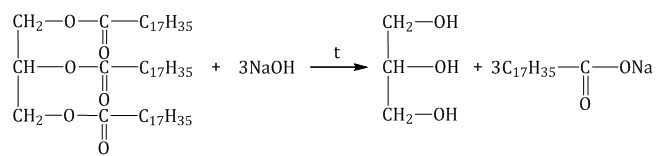 CH₂—O—C—C₁₇H₃₅
O
CH—O—C—C₁₇H₃₅
O
CH₂—O—C—C₁₇H₃₅
O
+ 3NaOH
t
CH₂—OH
CH—OH
CH₂—OH
+ 3C₁₇H₃₅—C—ONa
O